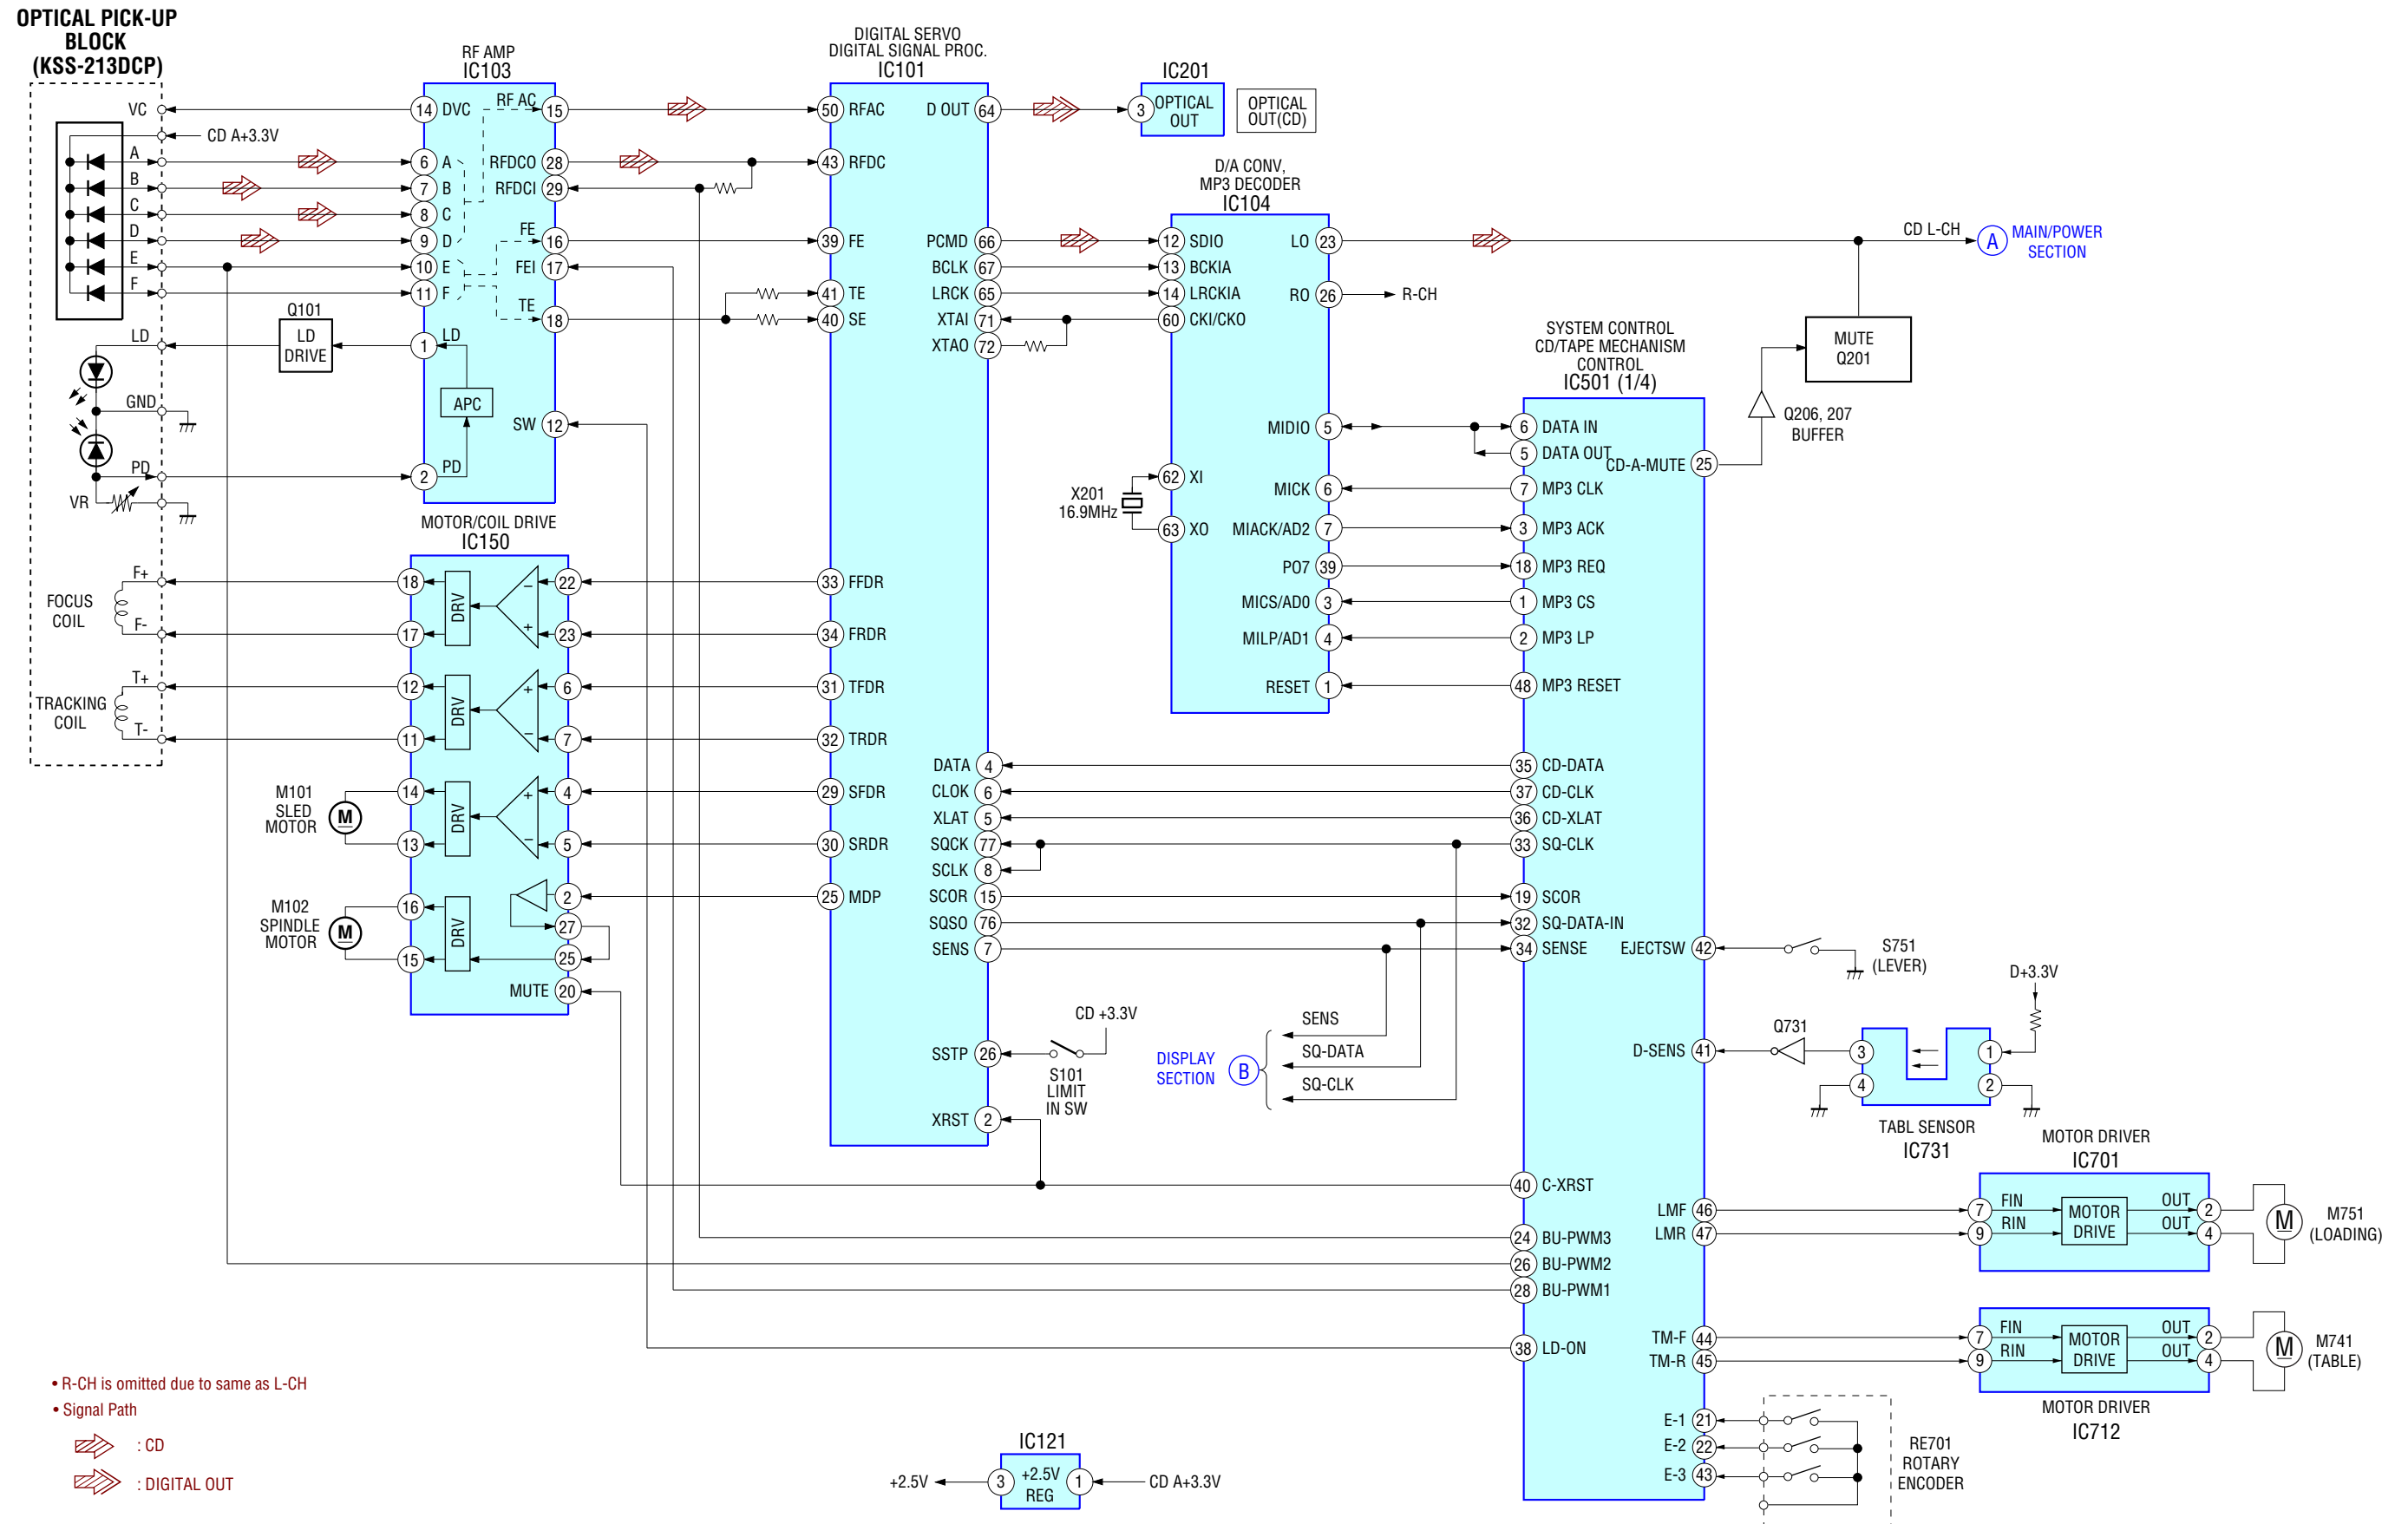 OPTICAL PICK-UP
BLOCK
(KSS-213DCP)
VC
CD A+3.3V
A
B
C
D
E
F
LD
GND
PD
VR
Q101
LD
DRIVE
F+
FOCUS
COIL
F-
T+
TRACKING
COIL
T-
RF AMP
IC103
14 DVC
RF AC 15
6 A
7 B
8 C
9 D
10 E
11 F
RFDCO 28
RFDCI 29
FE 16
FEI 17
TE 18
1 LD
APC
SW 12
2 PD
MOTOR/COIL DRIVE
IC150
18 DRV − 22
17 + 23
12 DRV + 6
11 − 7
14 DRV + 4
13 − 5
16 DRV 2
27
15 25
MUTE 20
M101
SLED
MOTOR
M
M102
SPINDLE
MOTOR
M
DIGITAL SERVO
DIGITAL SIGNAL PROC.
IC101
50 RFAC
43 RFDC
39 FE
41 TE
40 SE
33 FFDR
34 FRDR
31 TFDR
32 TRDR
29 SFDR
30 SRDR
25 MDP
D OUT 64
PCMD 66
BCLK 67
LRCK 65
XTAI 71
XTAO 72
DATA 4
CLOK 6
XLAT 5
SQCK 77
SCLK 8
SCOR 15
SQSO 76
SENS 7
SSTP 26
XRST 2
CD +3.3V
S101
LIMIT
IN SW
IC201
3 OPTICAL
OUT
OPTICAL
OUT(CD)
D/A CONV,
MP3 DECODER
IC104
12 SDIO
13 BCKIA
14 LRCKIA
60 CKI/CKO
62 XI
63 XO
X201
16.9MHz
LO 23
RO 26
R-CH
MIDIO 5
MICK 6
MIACK/AD2 7
PO7 39
MICS/AD0 3
MILP/AD1 4
RESET 1
CD L-CH
A MAIN/POWER
SECTION
MUTE
Q201
Q206, 207
BUFFER
SYSTEM CONTROL
CD/TAPE MECHANISM
CONTROL
IC501 (1/4)
6 DATA IN
5 DATA OUT
CD-A-MUTE 25
7 MP3 CLK
3 MP3 ACK
18 MP3 REQ
1 MP3 CS
2 MP3 LP
48 MP3 RESET
35 CD-DATA
37 CD-CLK
36 CD-XLAT
33 SQ-CLK
19 SCOR
32 SQ-DATA-IN
34 SENSE
40 C-XRST
24 BU-PWM3
26 BU-PWM2
28 BU-PWM1
38 LD-ON
EJECTSW 42
D-SENS 41
LMF 46
LMR 47
TM-F 44
TM-R 45
E-1 21
E-2 22
E-3 43
DISPLAY
SECTION
B
SENS
SQ-DATA
SQ-CLK
S751
(LEVER)
D+3.3V
Q731
3 1
4 2
TABL SENSOR
IC731
MOTOR DRIVER
IC701
7 FIN MOTOR
DRIVE OUT 2
9 RIN OUT 4
M
M751
(LOADING)
7 FIN MOTOR
DRIVE OUT 2
9 RIN OUT 4
M
M741
(TABLE)
MOTOR DRIVER
IC712
RE701
ROTARY
ENCODER
• R-CH is omitted due to same as L-CH
• Signal Path
: CD
: DIGITAL OUT
IC121
+2.5V
3 +2.5V
REG 1
CD A+3.3V